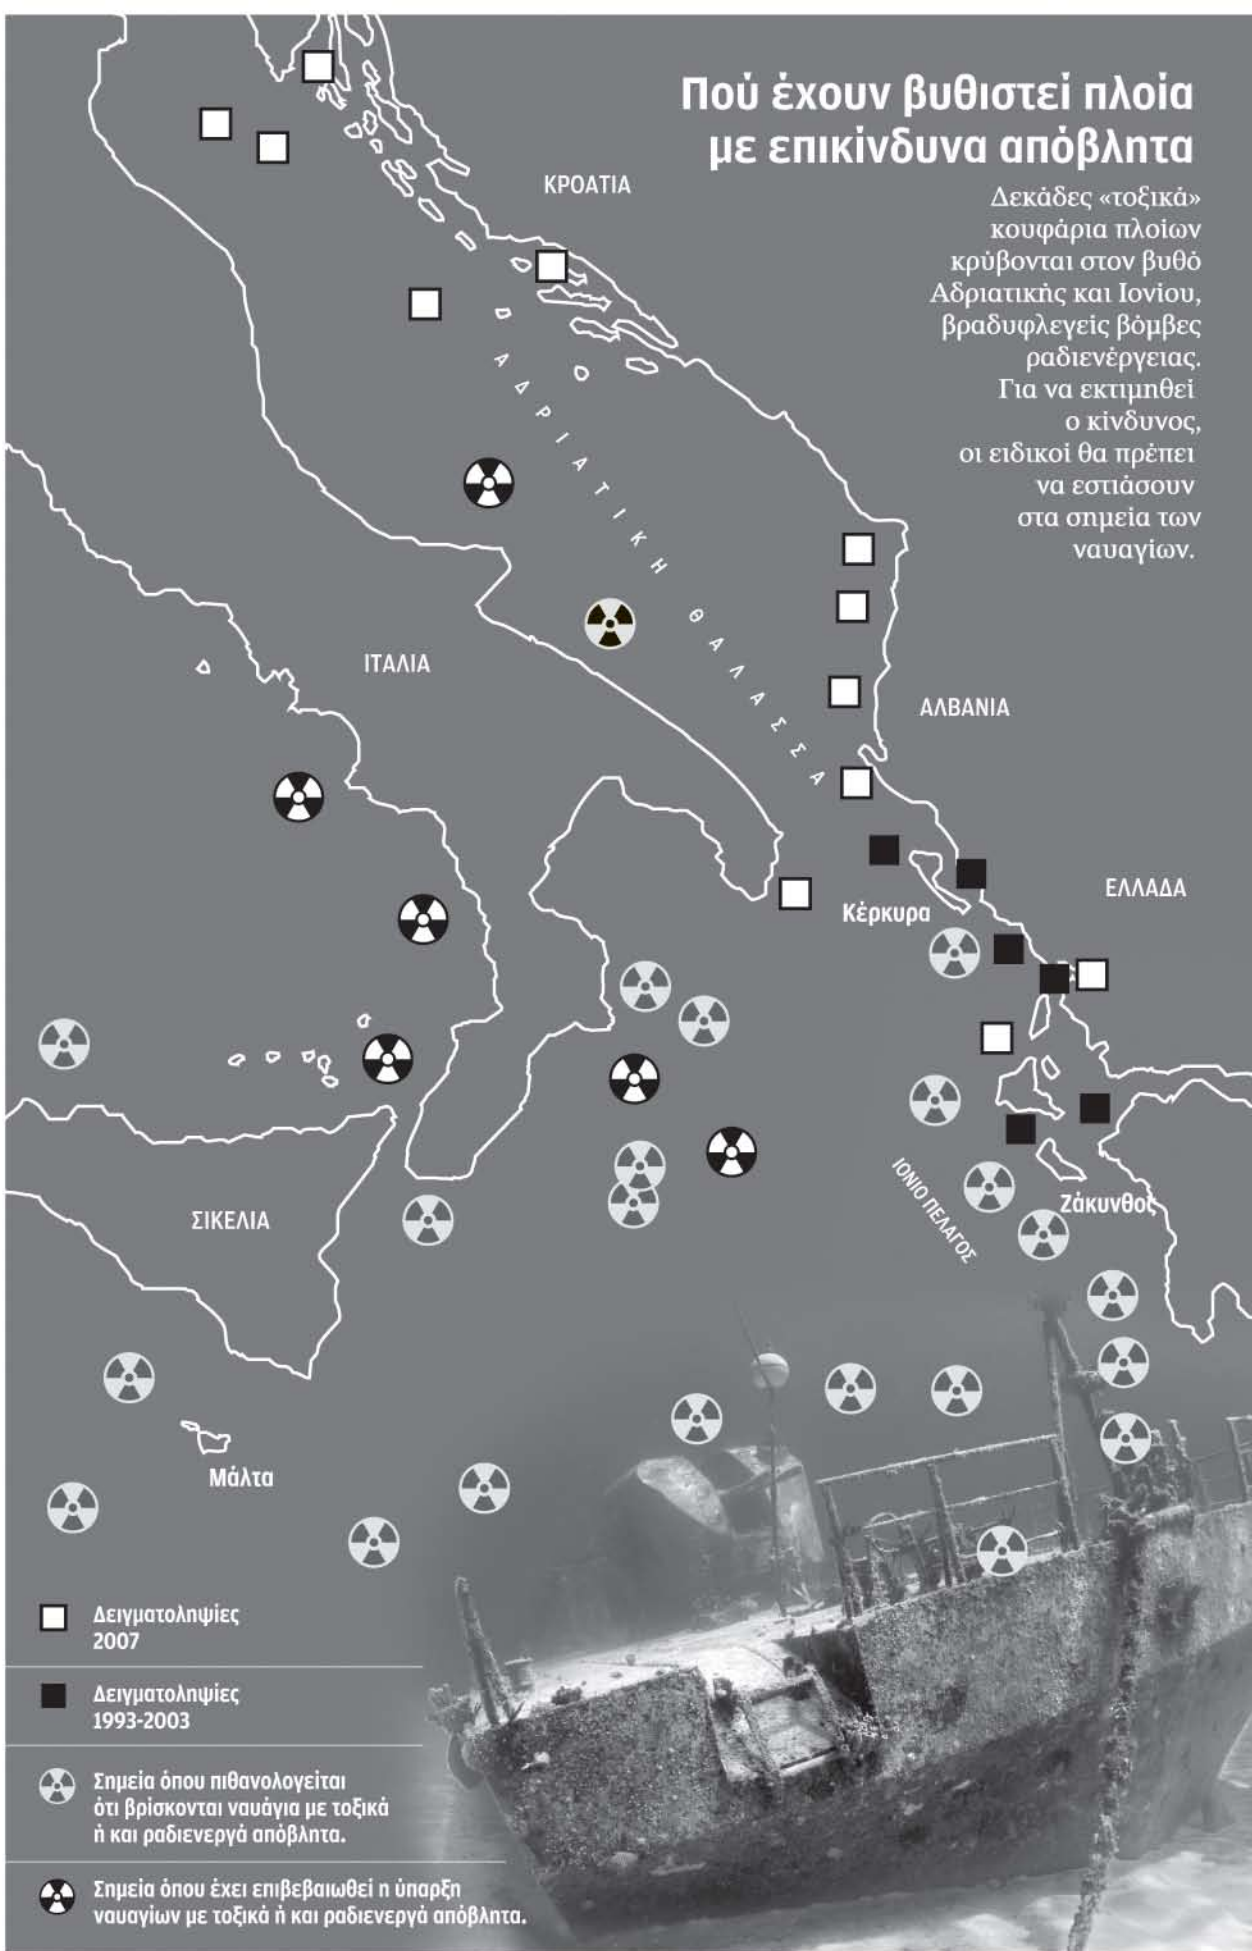 Πού έχουν βυθιστεί πλοία
με επικίνδυνα απόβλητα
Δεκάδες «τοξικά»
κουφάρια πλοίων
κρύβονται στον βυθό
Αδριατικής και Ιονίου,
βραδυφλεγείς βόμβες
ραδιενέργειας.
Για να εκτιμηθεί
ο κίνδυνος,
οι ειδικοί θα πρέπει
να εστιάσουν
στα σημεία των
ναυαγίων.
ΚΡΟΑΤΙΑ
ΑΔΡΙΑΤΙΚΗ ΘΑΛΑΣΣΑ
ΙΤΑΛΙΑ
ΑΛΒΑΝΙΑ
ΕΛΛΑΔΑ
Κέρκυρα
ΙΟΝΙΟ ΠΕΛΑΓΟΣ
Ζάκυνθος
ΣΙΚΕΛΙΑ
Μάλτα
Δειγματοληψίες
2007
Δειγματοληψίες
1993-2003
Σημεία όπου πιθανολογείται
ότι βρίσκονται ναυάγια με τοξικά
ή και ραδιενεργά απόβλητα.
Σημεία όπου έχει επιβεβαιωθεί η ύπαρξη
ναυαγίων με τοξικά ή και ραδιενεργά απόβλητα.